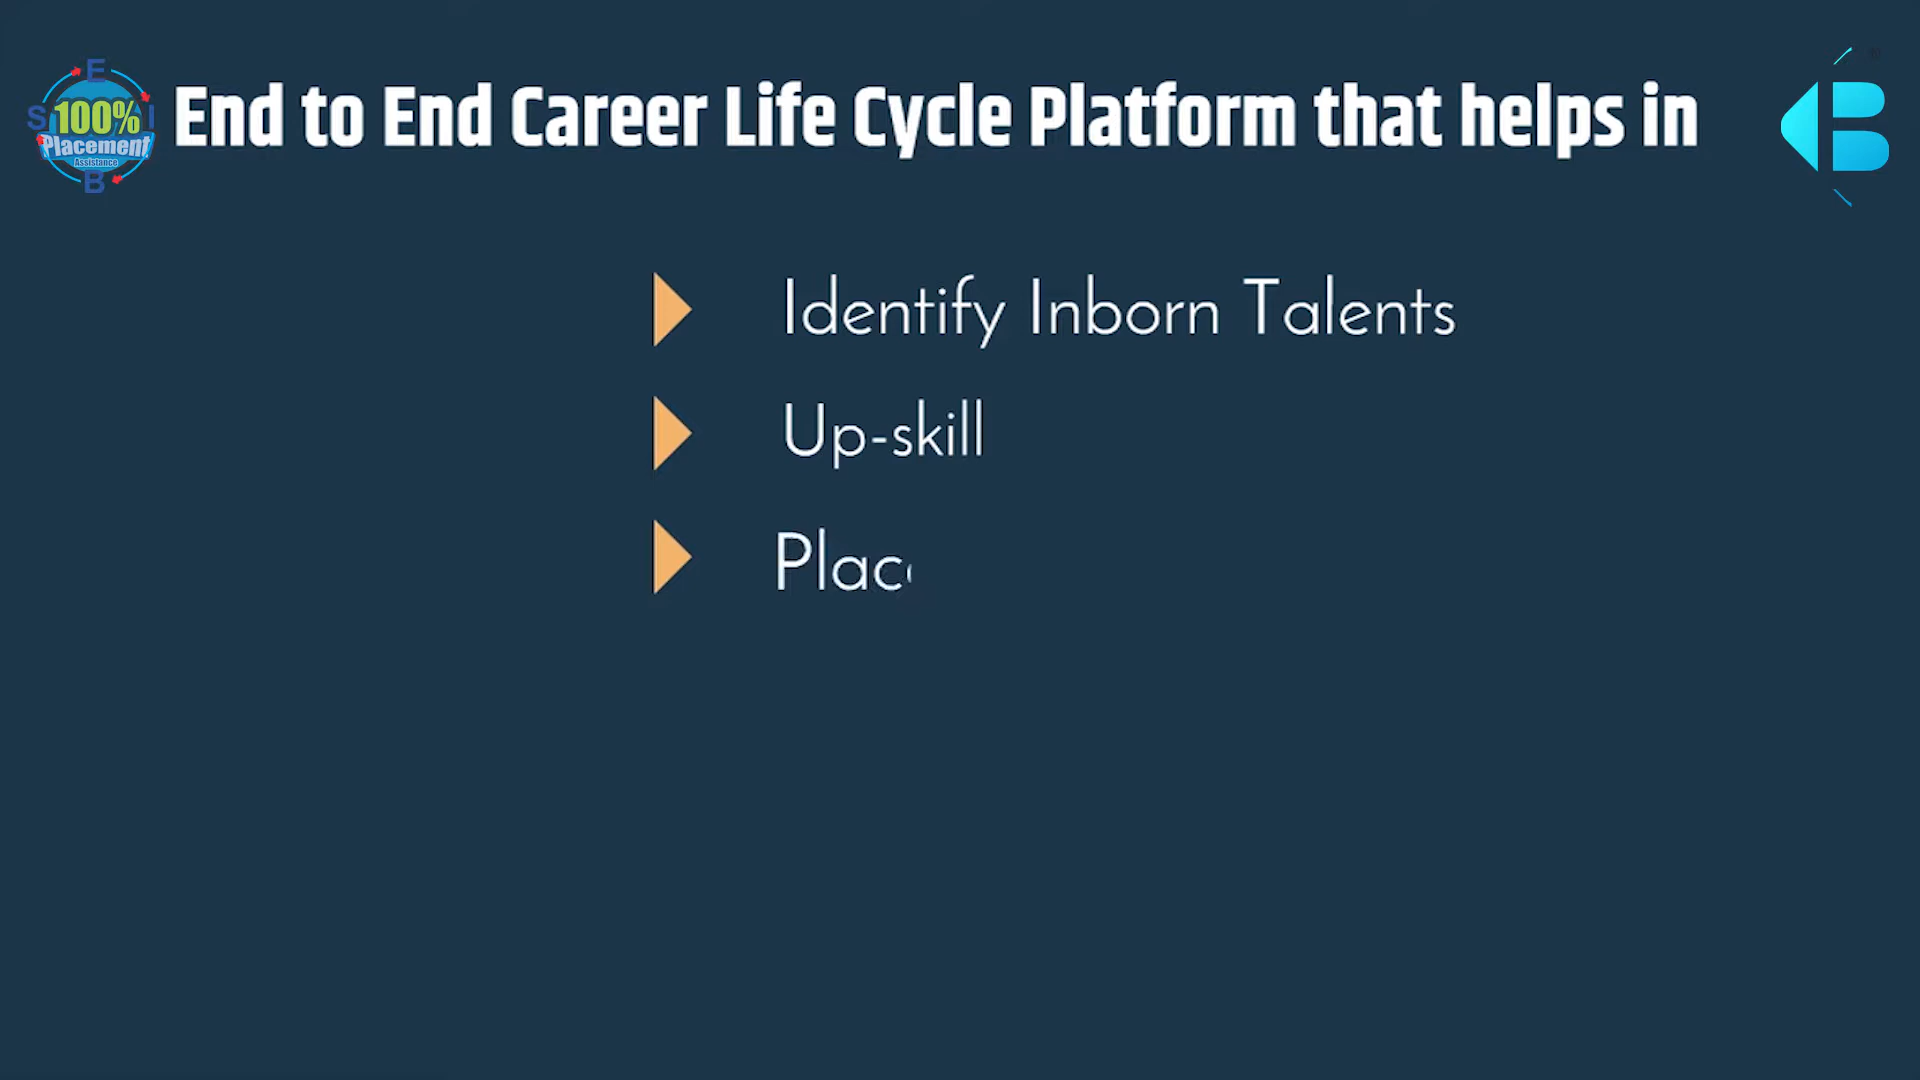 E
S 100% I
Placement
Assistance
B
End to End Career Life Cycle Platform that helps in
B
Identify Inborn Talents
Up-skill
Plac